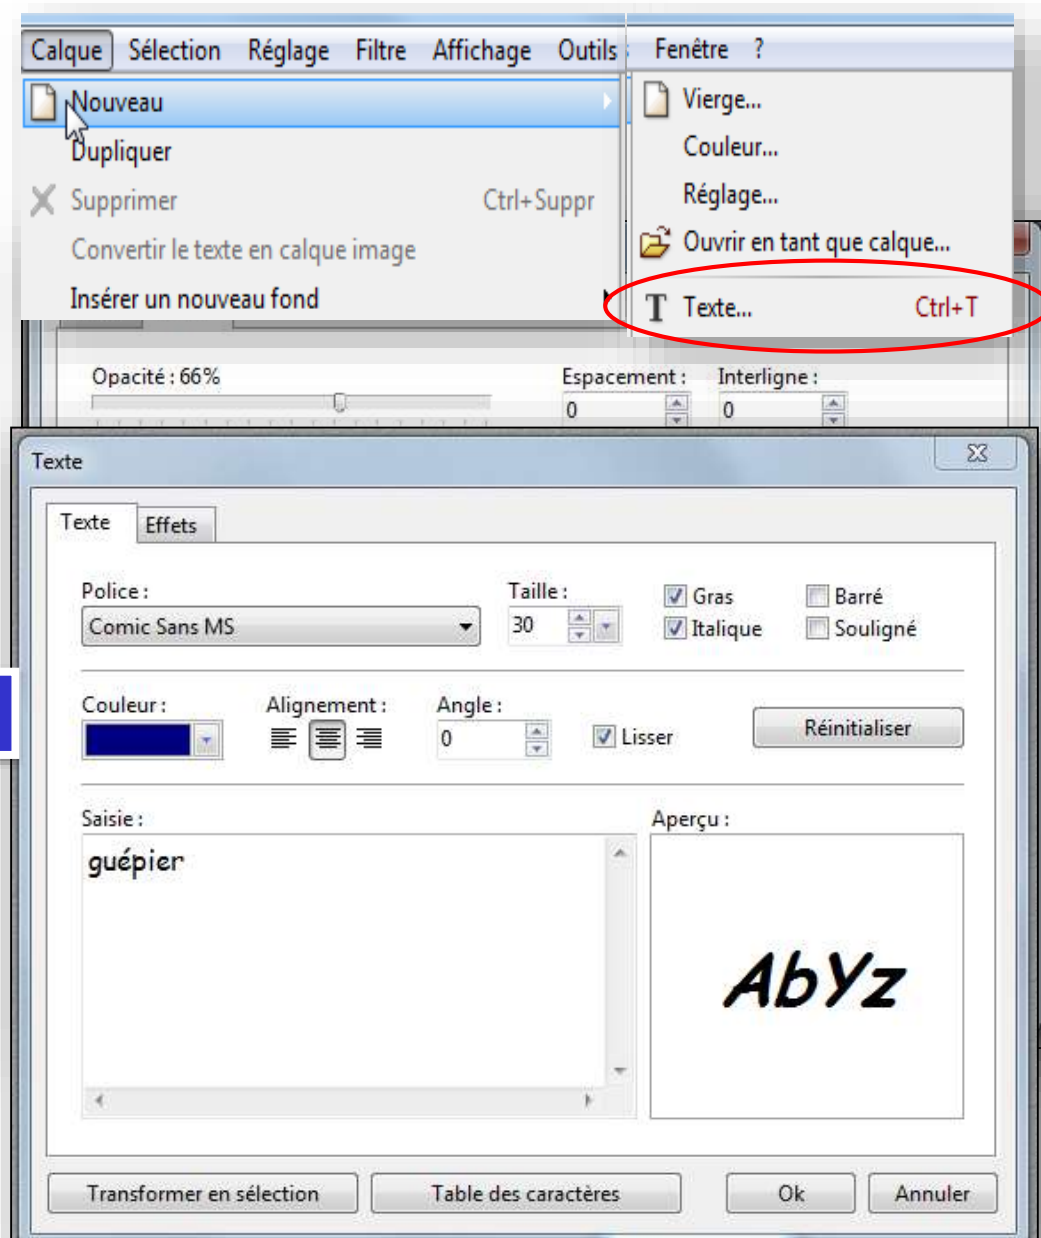 Calque Sélection Réglage Filtre Affichage Outils Fenêtre ?
Nouveau
Dupliquer
Supprimer Ctrl+Suppr
Convertir le texte en calque image
Insérer un nouveau fond
Vierge...
Couleur...
Réglage...
Ouvrir en tant que calque...
T Texte... Ctrl+T
Opacité : 66% Espacement : Interligne :
0 0
Texte
Texte Effets
Police : Taille :
Comic Sans MS 30
Gras Barré
Italique Souligné
Couleur : Alignement : Angle :
0 Lisser Réinitialiser
Saisie : Aperçu :
guépier
AbYz
Transformer en sélection Table des caractères Ok Annuler